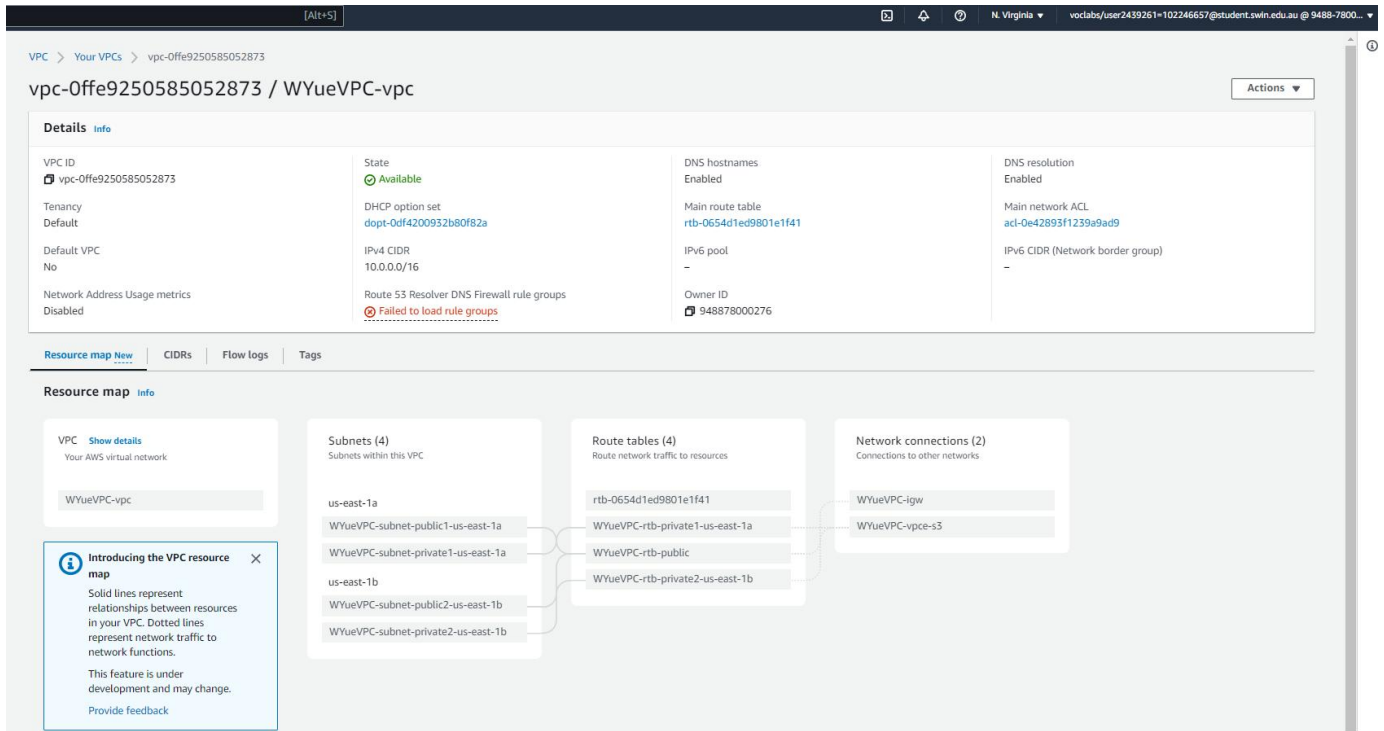 [Alt+S]
N. Virginia
voclabs/user2439261=102246657@student.swin.edu.au @ 9488-7800...
VPC > Your VPCs > vpc-0ffe9250585052873
vpc-0ffe9250585052873 / WYueVPC-vpc
Actions
Details Info
VPC ID
vpc-0ffe9250585052873
State
Available
DNS hostnames
Enabled
DNS resolution
Enabled
Tenancy
Default
DHCP option set
dopt-0df4200932b80f82a
Main route table
rtb-0654d1ed9801e1f41
Main network ACL
acl-0e42893f1239a9ad9
Default VPC
No
IPv4 CIDR
10.0.0.0/16
IPv6 pool
–
IPv6 CIDR (Network border group)
–
Network Address Usage metrics
Disabled
Route 53 Resolver DNS Firewall rule groups
Failed to load rule groups
Owner ID
948878000276
Resource map New
CIDRs
Flow logs
Tags
Resource map Info
VPC Show details
Your AWS virtual network
WYueVPC-vpc
Introducing the VPC resource
map
Solid lines represent
relationships between resources
in your VPC. Dotted lines
represent network traffic to
network functions.
This feature is under
development and may change.
Provide feedback
Subnets (4)
Subnets within this VPC
us-east-1a
WYueVPC-subnet-public1-us-east-1a
WYueVPC-subnet-private1-us-east-1a
us-east-1b
WYueVPC-subnet-public2-us-east-1b
WYueVPC-subnet-private2-us-east-1b
Route tables (4)
Route network traffic to resources
rtb-0654d1ed9801e1f41
WYueVPC-rtb-private1-us-east-1a
WYueVPC-rtb-public
WYueVPC-rtb-private2-us-east-1b
Network connections (2)
Connections to other networks
WYueVPC-igw
WYueVPC-vpce-s3